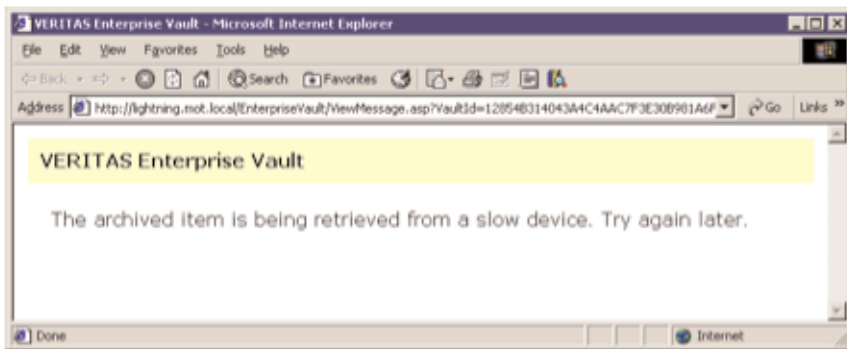 VERITAS Enterprise Vault - Microsoft Internet Explorer
File Edit View Favorites Tools Help
Back Search Favorites
Address http://lightning.mot.local/EnterpriseVault/ViewMessage.asp?VaultId= Go Links »
VERITAS Enterprise Vault
The archived item is being retrieved from a slow device. Try again later.
Done Internet